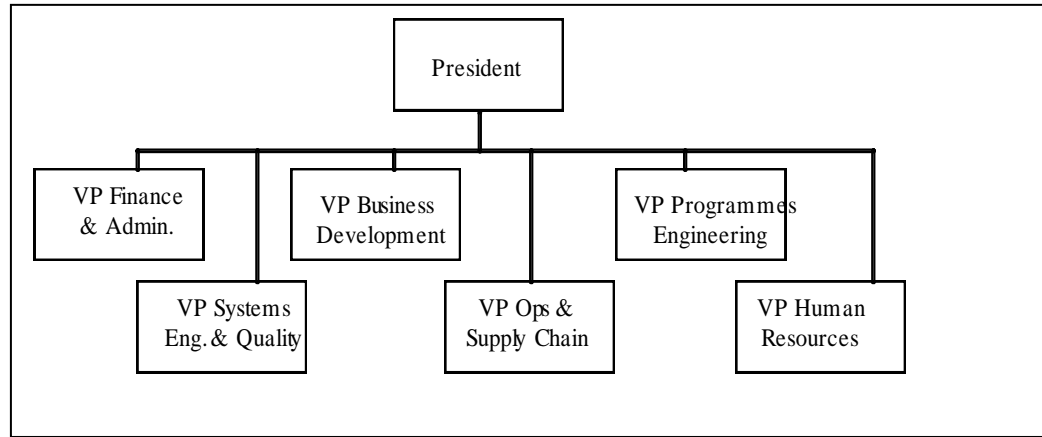 President
VP Finance
& Admin.
VP Business
Development
VP Programmes
Engineering
VP Systems
Eng. & Quality
VP Ops &
Supply Chain
VP Human
Resources